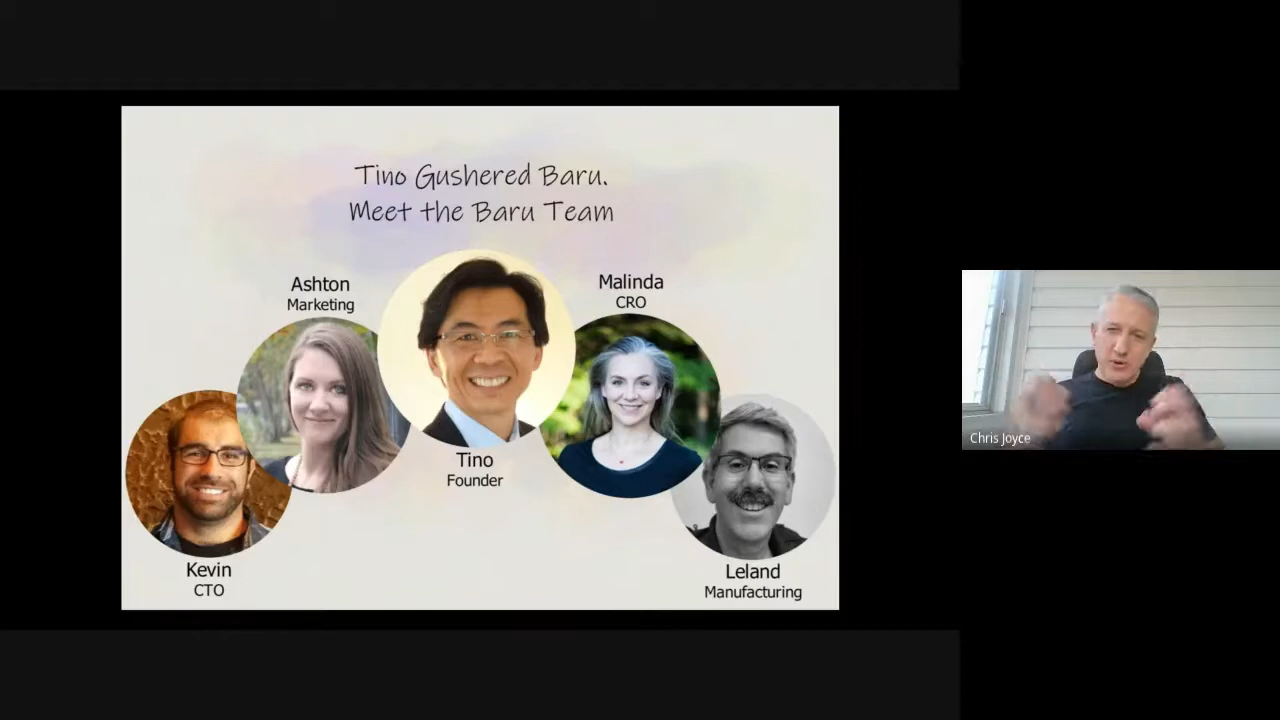 Tino Gushered Baru.
Meet the Baru Team
Ashton
Marketing
Malinda
CRO
Tino
Founder
Kevin
CTO
Leland
Manufacturing
Chris Joyce